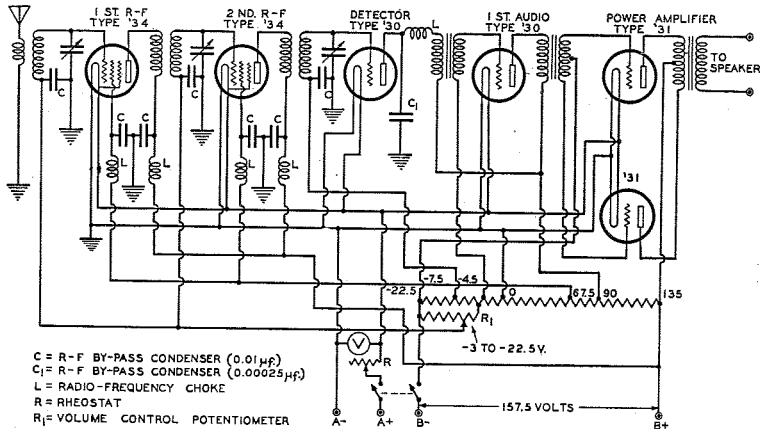 1 ST. R-F
TYPE '34
2 ND. R-F
TYPE '34
DETECTOR
TYPE '30
1 ST. AUDIO
TYPE '30
POWER AMPLIFIER
TYPE '31
L
TO
SPEAKER
C
C
C
C₁
C C
C C
L
L
L
L
'31
-22.5
-7.5
-4.5
0
67.5
90
135
R₁
-3 TO -22.5 V.
V
R
C = R-F BY-PASS CONDENSER (0.01 μf.)
C₁ = R-F BY-PASS CONDENSER (0.00025 μf.)
L = RADIO-FREQUENCY CHOKE
R = RHEOSTAT
R₁ = VOLUME CONTROL POTENTIOMETER
157.5 VOLTS
A-
A+
B-
B+